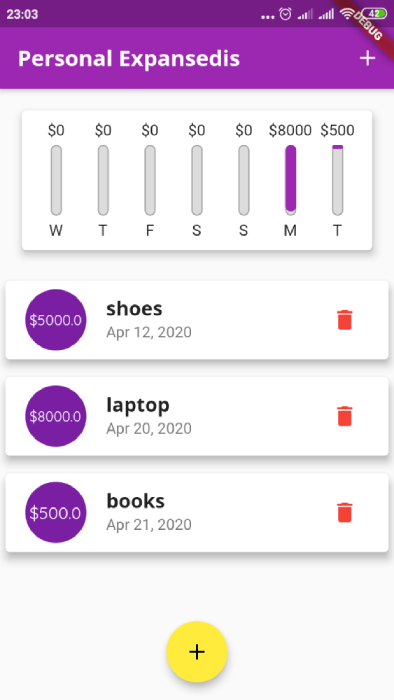 23:03
42
DEBUG
Personal Expansedis
$0 $0 $0 $0 $0 $8000 $500
W T F S S M T
$5000.0
shoes
Apr 12, 2020
$8000.0
laptop
Apr 20, 2020
$500.0
books
Apr 21, 2020